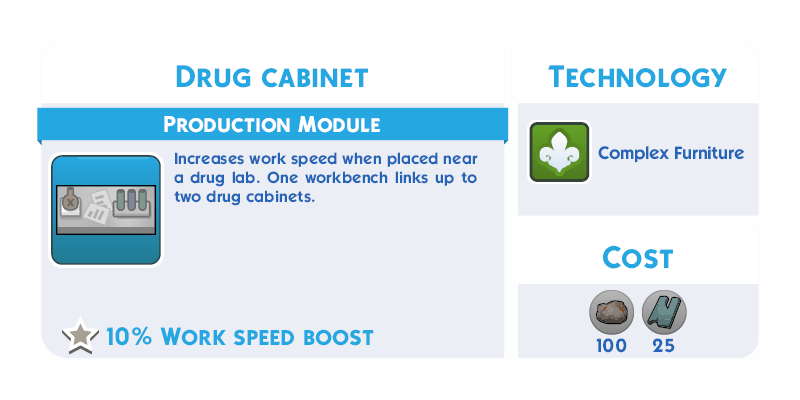 DRUG CABINET
PRODUCTION MODULE
Increases work speed when placed near
a drug lab. One workbench links up to
two drug cabinets.
10% WORK SPEED BOOST
TECHNOLOGY
Complex Furniture
COST
100 25